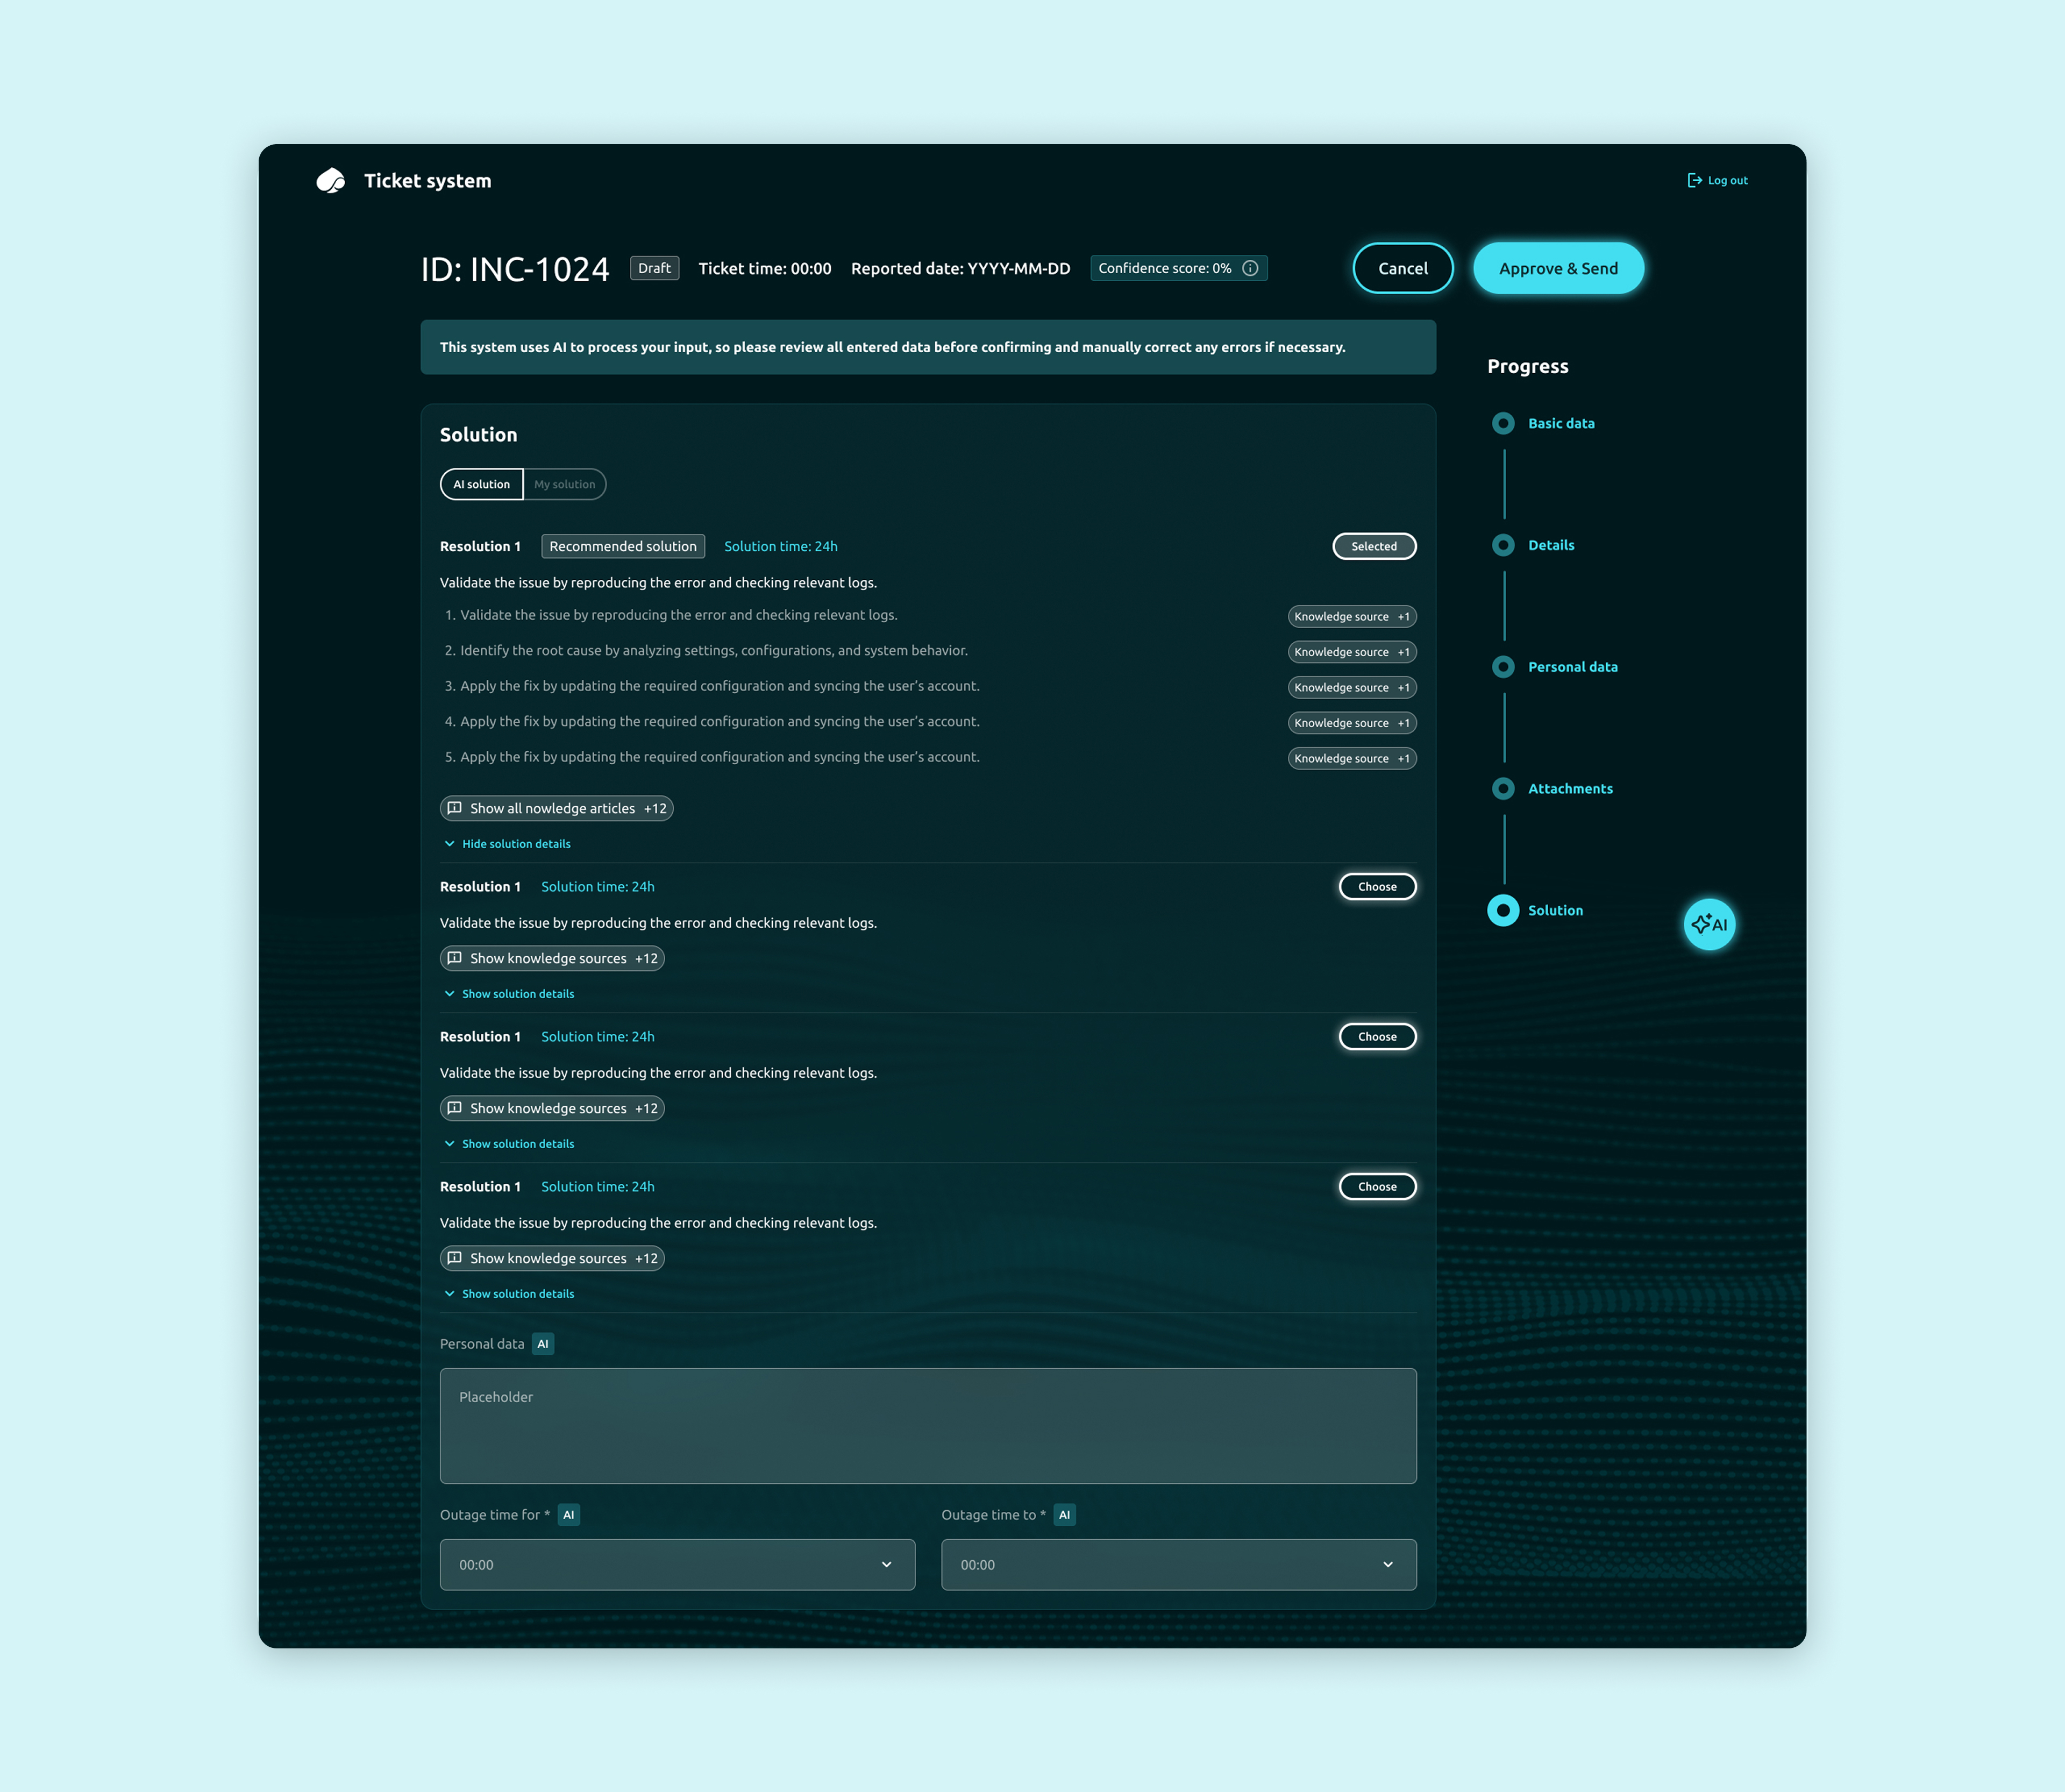 Ticket system
Log out
ID: INC-1024 Draft Ticket time: 00:00 Reported date: YYYY-MM-DD Confidence score: 0% Cancel Approve & Send
This system uses AI to process your input, so please review all entered data before confirming and manually correct any errors if necessary.
Solution
AI solution My solution
Resolution 1 Recommended solution Solution time: 24h Selected
Validate the issue by reproducing the error and checking relevant logs.
1. Validate the issue by reproducing the error and checking relevant logs. Knowledge source +1
2. Identify the root cause by analyzing settings, configurations, and system behavior. Knowledge source +1
3. Apply the fix by updating the required configuration and syncing the user's account. Knowledge source +1
4. Apply the fix by updating the required configuration and syncing the user's account. Knowledge source +1
5. Apply the fix by updating the required configuration and syncing the user's account. Knowledge source +1
Show all nowledge articles +12
Hide solution details
Resolution 1 Solution time: 24h Choose
Validate the issue by reproducing the error and checking relevant logs.
Show knowledge sources +12
Show solution details
Resolution 1 Solution time: 24h Choose
Validate the issue by reproducing the error and checking relevant logs.
Show knowledge sources +12
Show solution details
Resolution 1 Solution time: 24h Choose
Validate the issue by reproducing the error and checking relevant logs.
Show knowledge sources +12
Show solution details
Personal data AI
Placeholder
Outage time for * AI
00:00
Outage time to * AI
00:00
Progress
Basic data
Details
Personal data
Attachments
Solution
AI